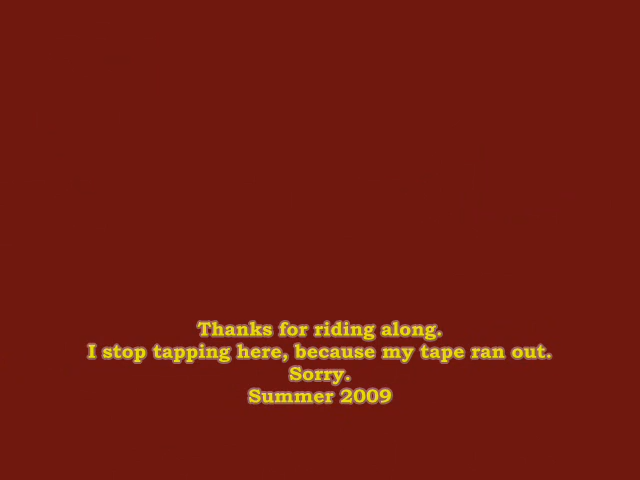 Thanks for riding along.
I stop tapping here, because my tape ran out.
Sorry.
Summer 2009